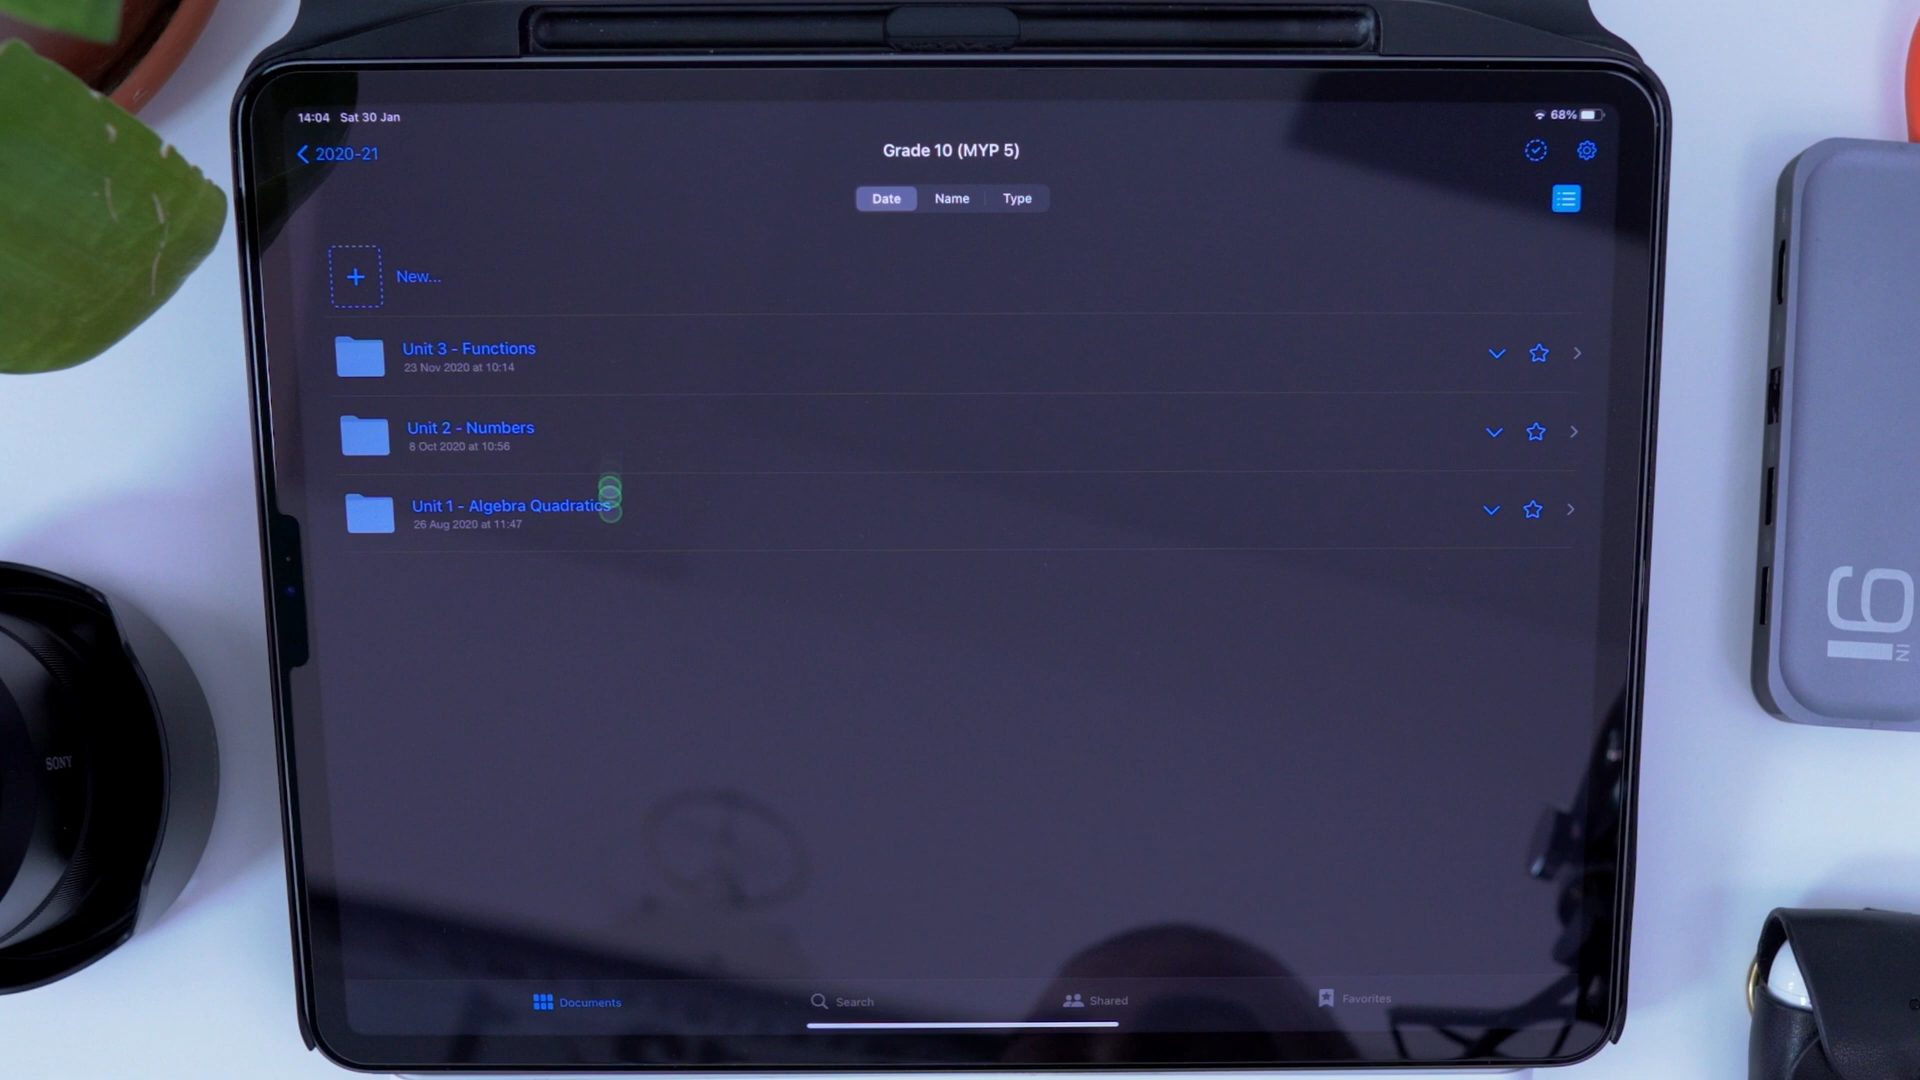 14:04 Sat 30 Jan
68%
2020-21
Grade 10 (MYP 5)
Date Name Type
New...
Unit 3 - Functions
23 Nov 2020 at 10:14
Unit 2 - Numbers
8 Oct 2020 at 10:56
Unit 1 - Algebra Quadratics
26 Aug 2020 at 11:47
Documents Search Shared Favorites
SONY
16
IN